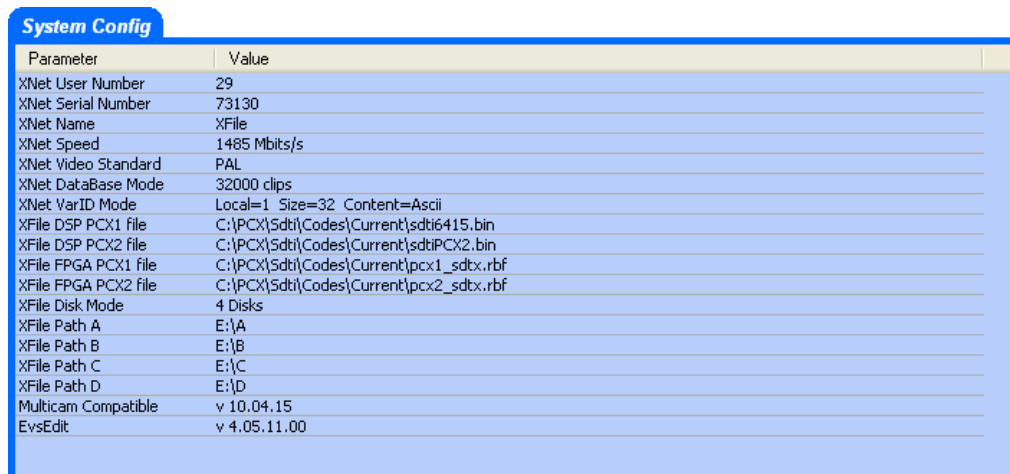 System Config
Parameter Value
XNet User Number 29
XNet Serial Number 73130
XNet Name XFile
XNet Speed 1485 Mbits/s
XNet Video Standard PAL
XNet DataBase Mode 32000 clips
XNet VarID Mode Local=1 Size=32 Content=Ascii
XFile DSP PCX1 file C:\PCX\Sdti\Codes\Current\sdti6415.bin
XFile DSP PCX2 file C:\PCX\Sdti\Codes\Current\sdtiPCX2.bin
XFile FPGA PCX1 file C:\PCX\Sdti\Codes\Current\pcx1_sdtx.rbf
XFile FPGA PCX2 file C:\PCX\Sdti\Codes\Current\pcx2_sdtx.rbf
XFile Disk Mode 4 Disks
XFile Path A E:\A
XFile Path B E:\B
XFile Path C E:\C
XFile Path D E:\D
Multicam Compatible v 10.04.15
EvsEdit v 4.05.11.00